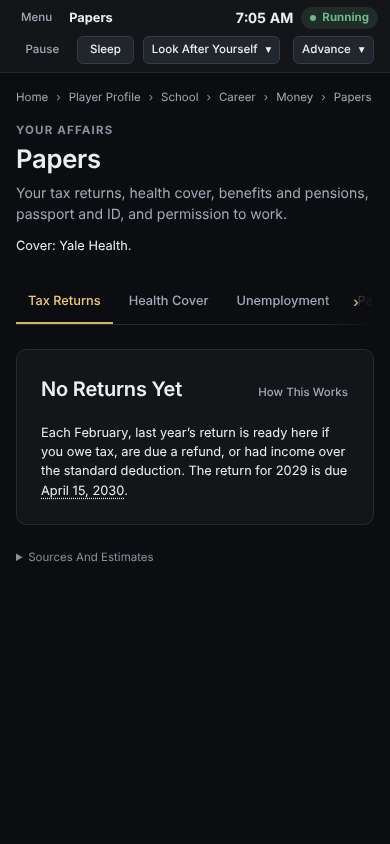 Menu Papers 7:05 AM Running
Pause Sleep Look After Yourself ▾ Advance ▾
Home › Player Profile › School › Career › Money › Papers
YOUR AFFAIRS
Papers
Your tax returns, health cover, benefits and pensions,
passport and ID, and permission to work.
Cover: Yale Health.
Tax Returns Health Cover Unemployment ›
No Returns Yet
How This Works
Each February, last year’s return is ready here if
you owe tax, are due a refund, or had income over
the standard deduction. The return for 2029 is due
April 15, 2030.
▶ Sources And Estimates